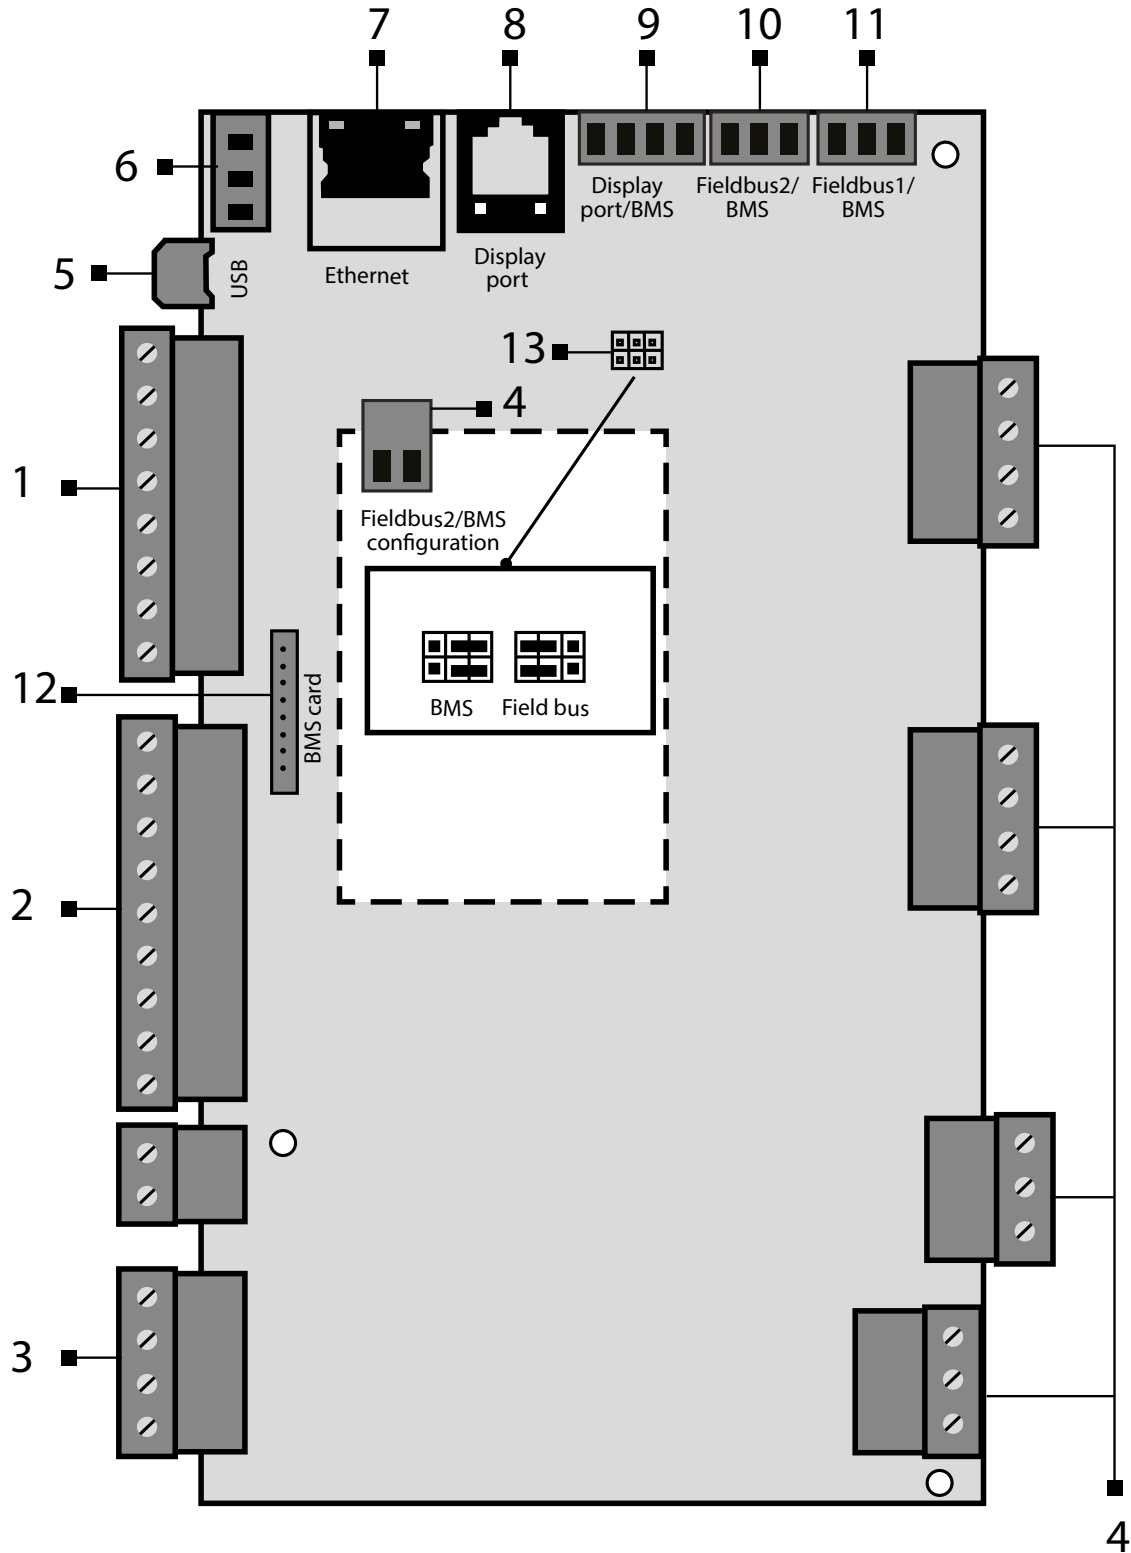 7
8
9
10
11
6
Display
port/BMS
Fieldbus2/
BMS
Fieldbus1/
BMS
Ethernet
Display
port
5
USB
13
4
1
Fieldbus2/BMS
configuration
12
BMS card
BMS
Field bus
2
3
4